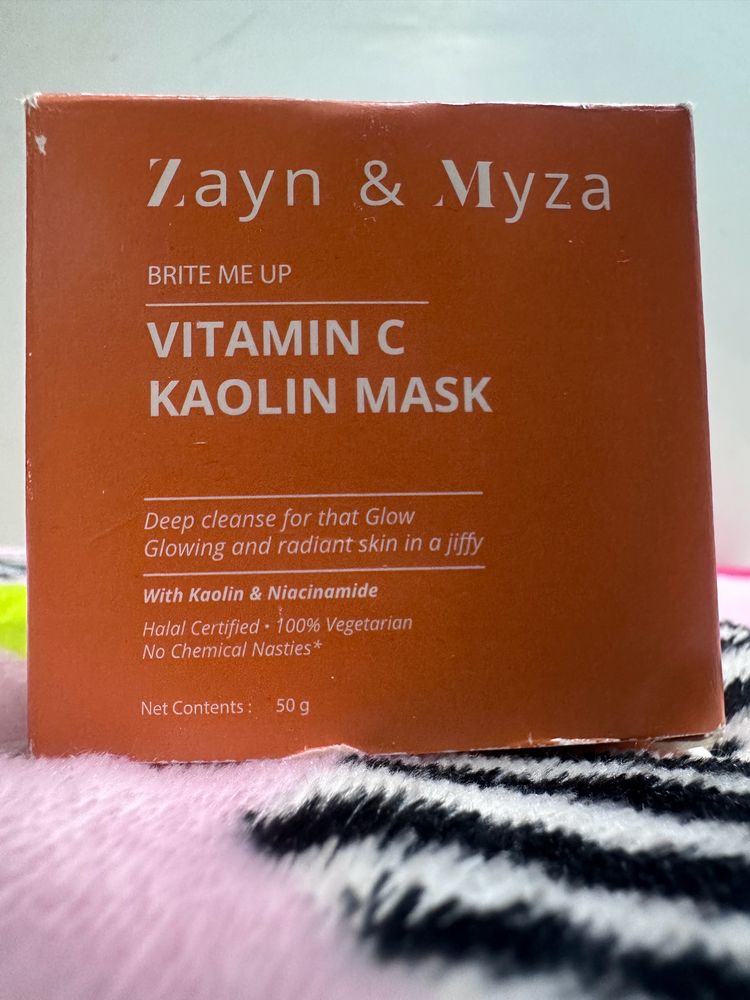 Zayn & Myza
BRITE ME UP
VITAMIN C
KAOLIN MASK
Deep cleanse for that Glow
Glowing and radiant skin in a jiffy
With Kaolin & Niacinamide
Halal Certified • 100% Vegetarian
No Chemical Nasties*
Net Contents : 50 g